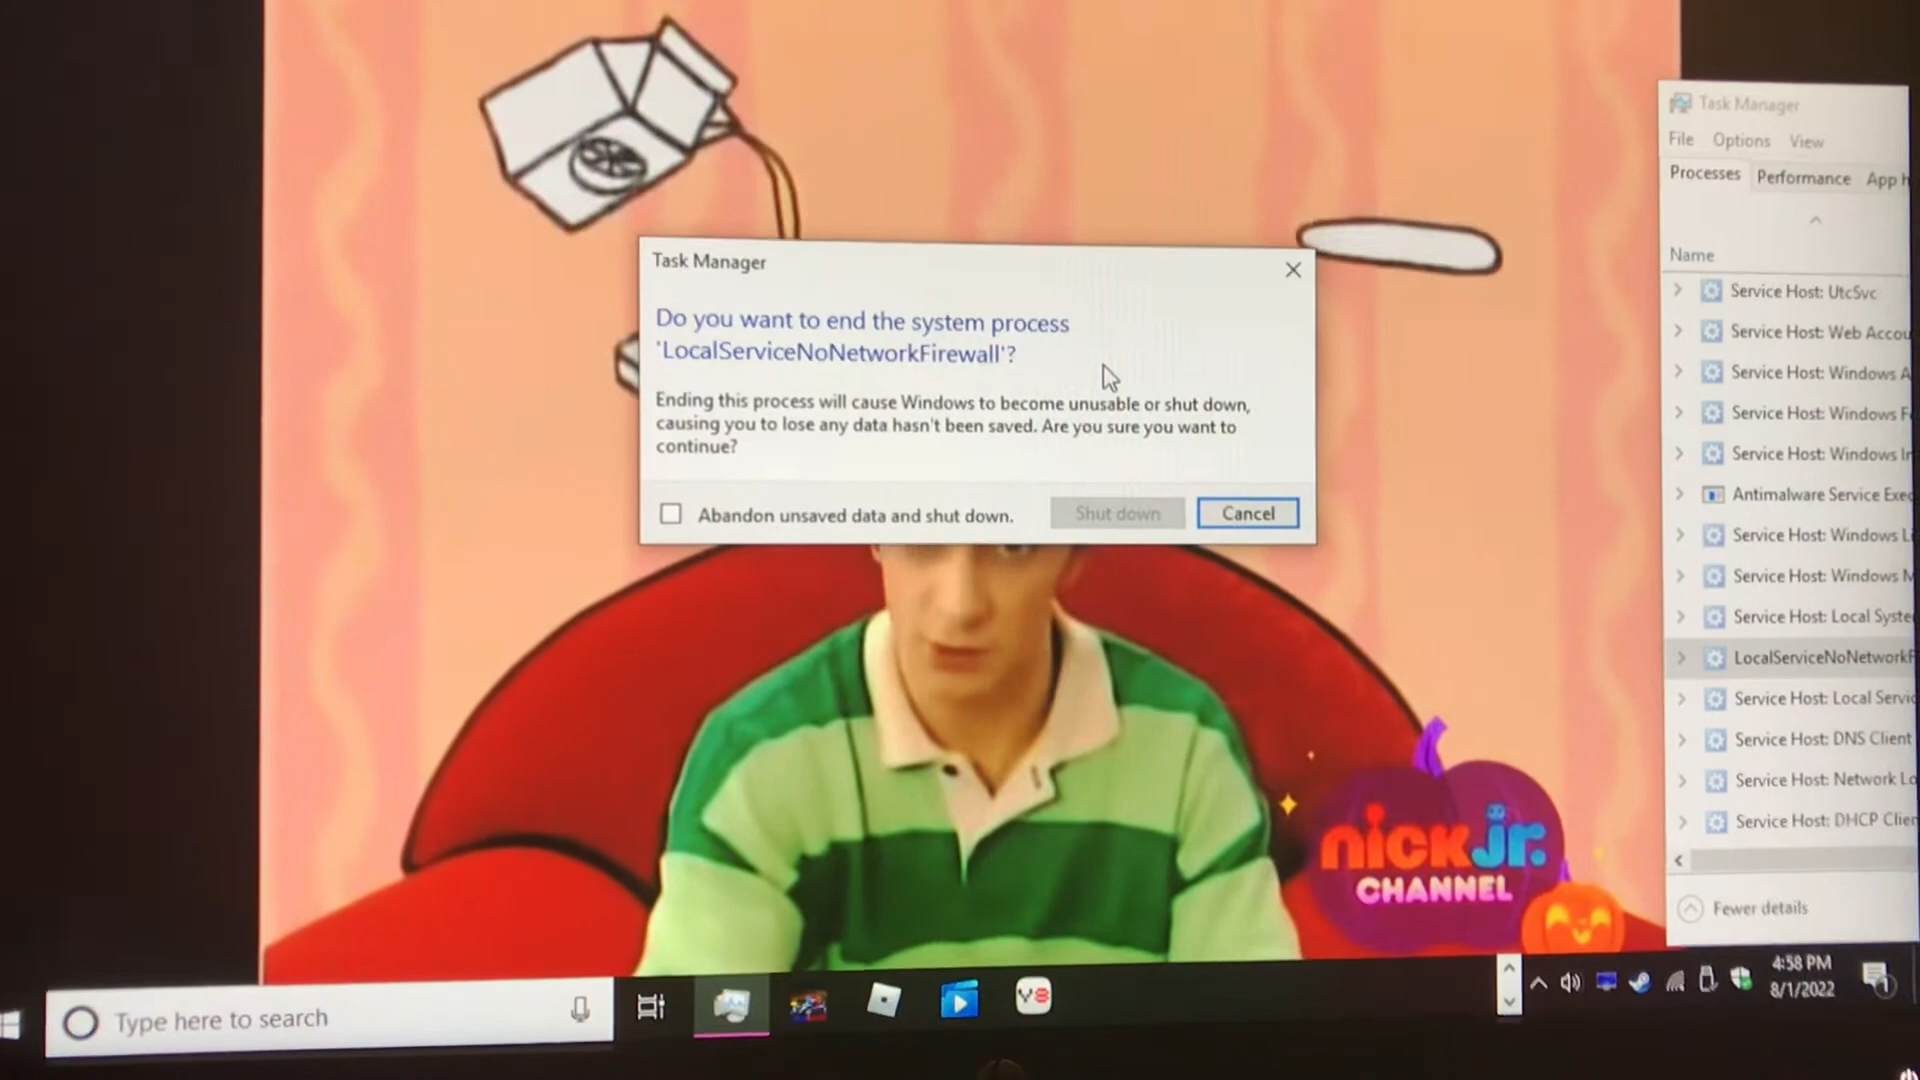 Task Manager
Do you want to end the system process
'LocalServiceNoNetworkFirewall'?
Ending this process will cause Windows to become unusable or shut down,
causing you to lose any data hasn't been saved. Are you sure you want to
continue?
Abandon unsaved data and shut down.
Shut down
Cancel
Task Manager
File Options View
Processes Performance App h
Name
Service Host: UtcSvc
Service Host: Web Accou
Service Host: Windows A
Service Host: Windows F
Service Host: Windows In
Antimalware Service Exec
Service Host: Windows Li
Service Host: Windows M
Service Host: Local Syste
LocalServiceNoNetworkF
Service Host: Local Servic
Service Host: DNS Client
Service Host: Network Lo
Service Host: DHCP Clien
Fewer details
nick jr.
CHANNEL
Type here to search
V8
4:58 PM
8/1/2022
1